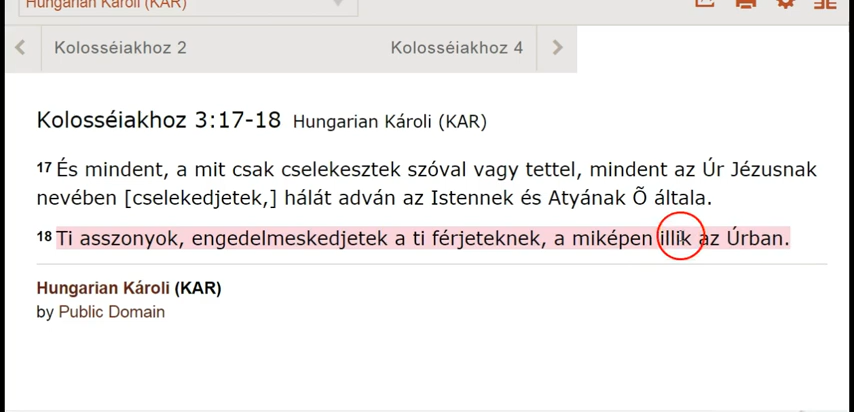 Hungarian Károli (KAR)
Kolosséiakhoz 2 Kolosséiakhoz 4
Kolosséiakhoz 3:17-18 Hungarian Károli (KAR)
17 És mindent, a mit csak cselekesztek szóval vagy tettel, mindent az Úr Jézusnak
nevében [cselekedjetek,] hálát adván az Istennek és Atyának Õ általa.
18 Ti asszonyok, engedelmeskedjetek a ti férjeteknek, a miképen illik az Úrban.
Hungarian Károli (KAR)
by Public Domain